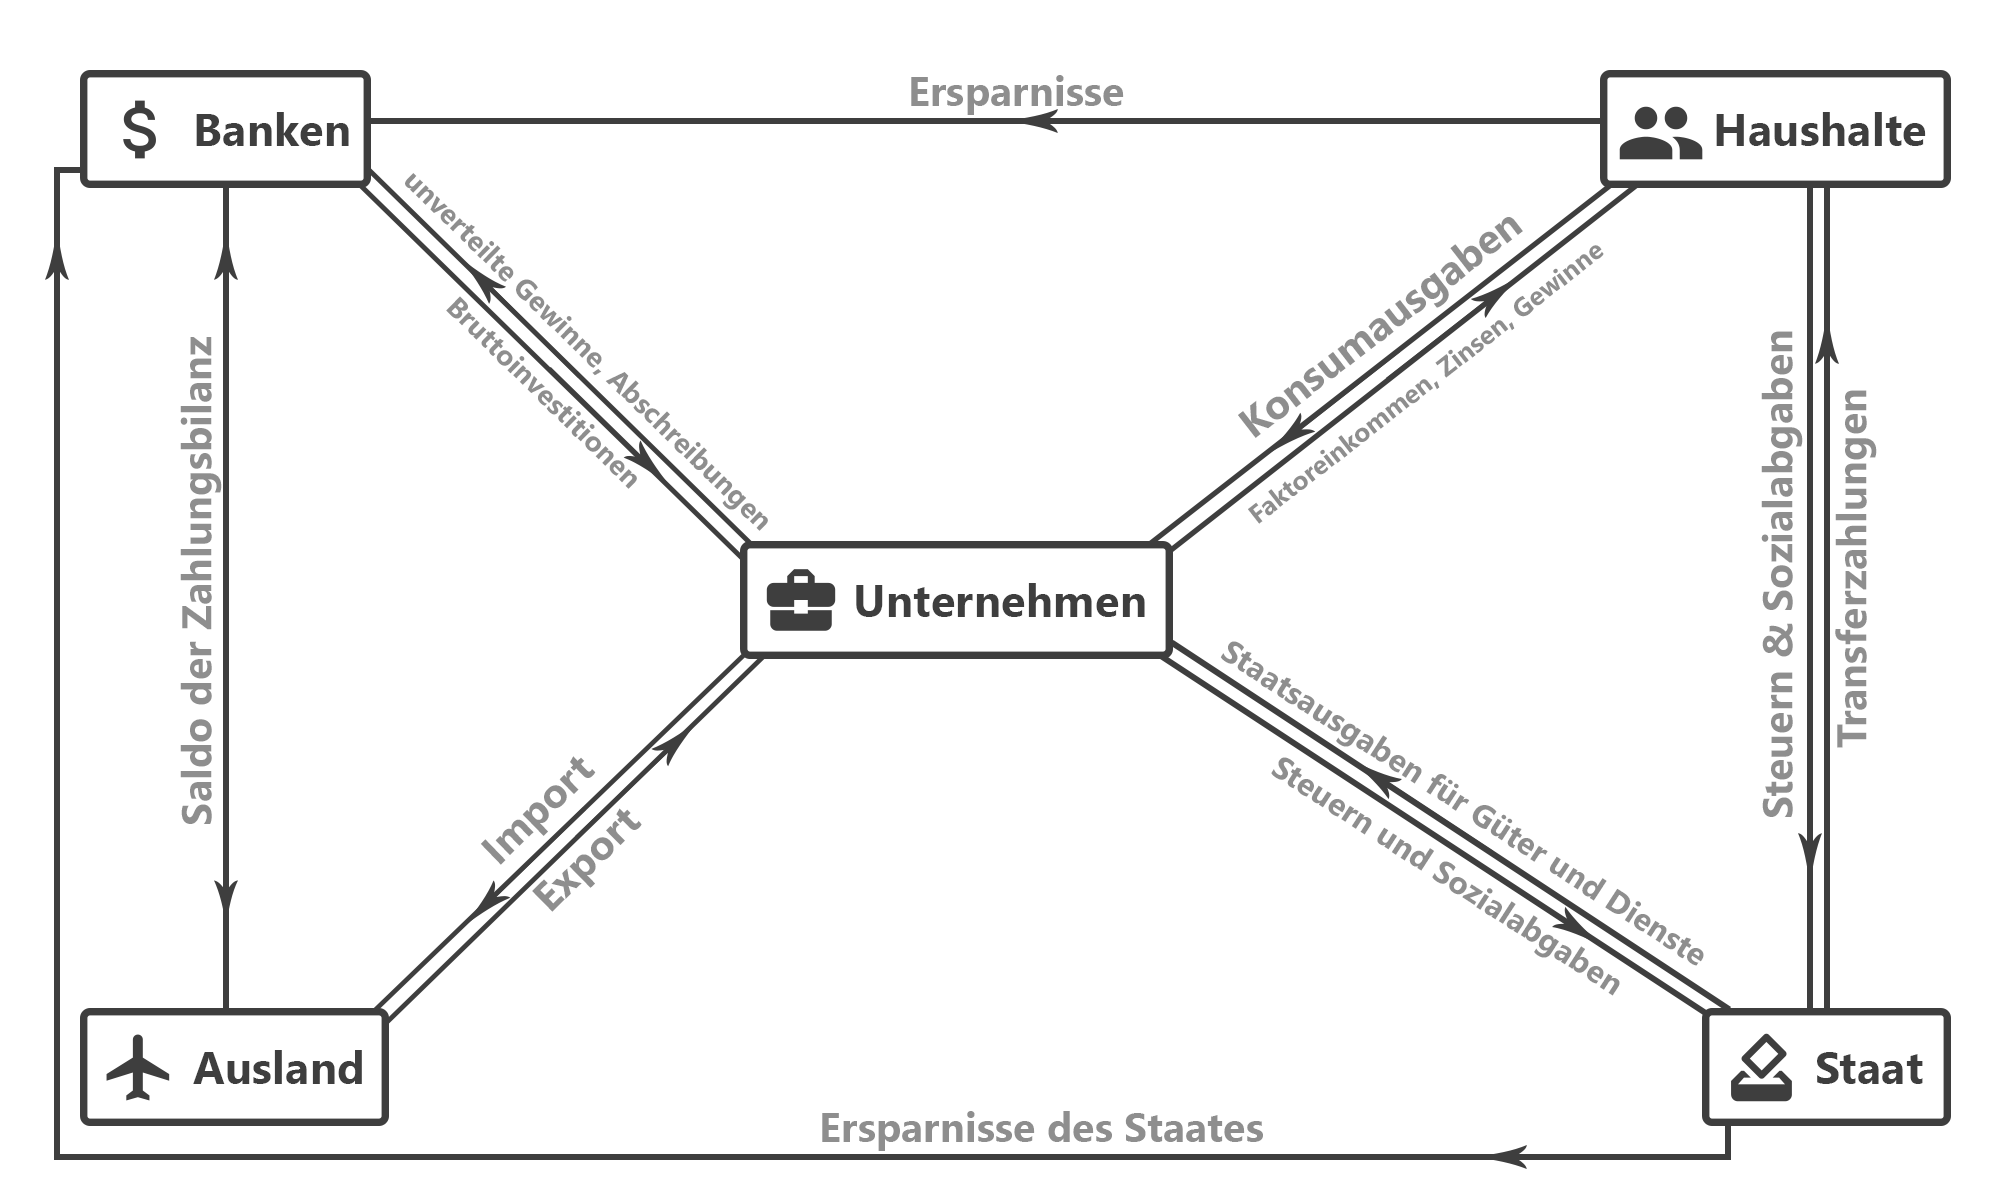 Ersparnisse
$ Banken
Haushalte
unverteilte Gewinne, Abschreibungen
Bruttoinvestitionen
Konsumausgaben
Faktoreinkommen, Zinsen, Gewinne
Saldo der Zahlungsbilanz
Steuern & Sozialabgaben
Transferzahlungen
Unternehmen
Import
Export
Staatsausgaben für Güter und Dienste
Steuern und Sozialabgaben
Ausland
Staat
Ersparnisse des Staates